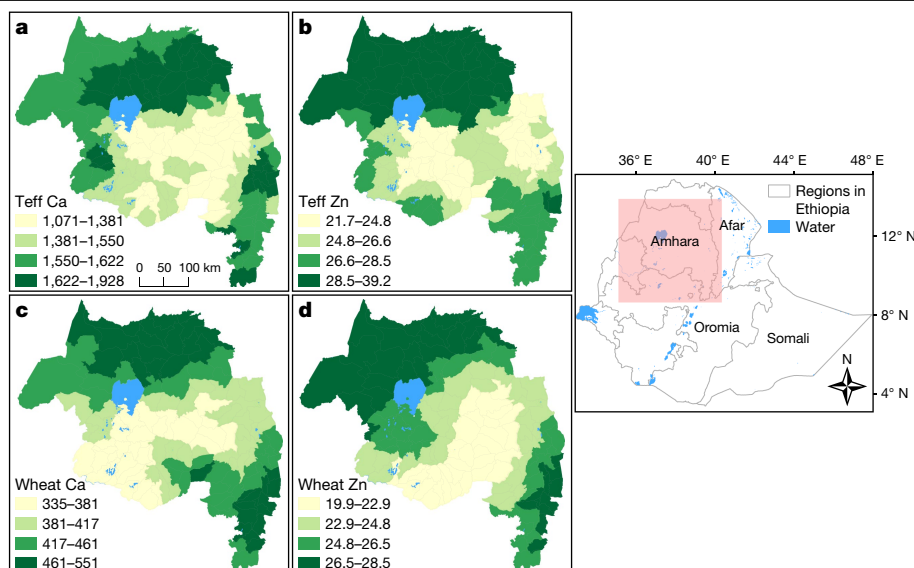 a
Teff Ca
1,071–1,381
1,381–1,550
1,550–1,622
1,622–1,928
0 50 100 km
b
Teff Zn
21.7–24.8
24.8–26.6
26.6–28.5
28.5–39.2
c
Wheat Ca
335–381
381–417
417–461
461–551
d
Wheat Zn
19.9–22.9
22.9–24.8
24.8–26.5
26.5–28.5
36° E 40° E 44° E 48° E
Regions in
Ethiopia
Water
Afar
Amhara
Oromia
Somali
12° N
8° N
4° N
N